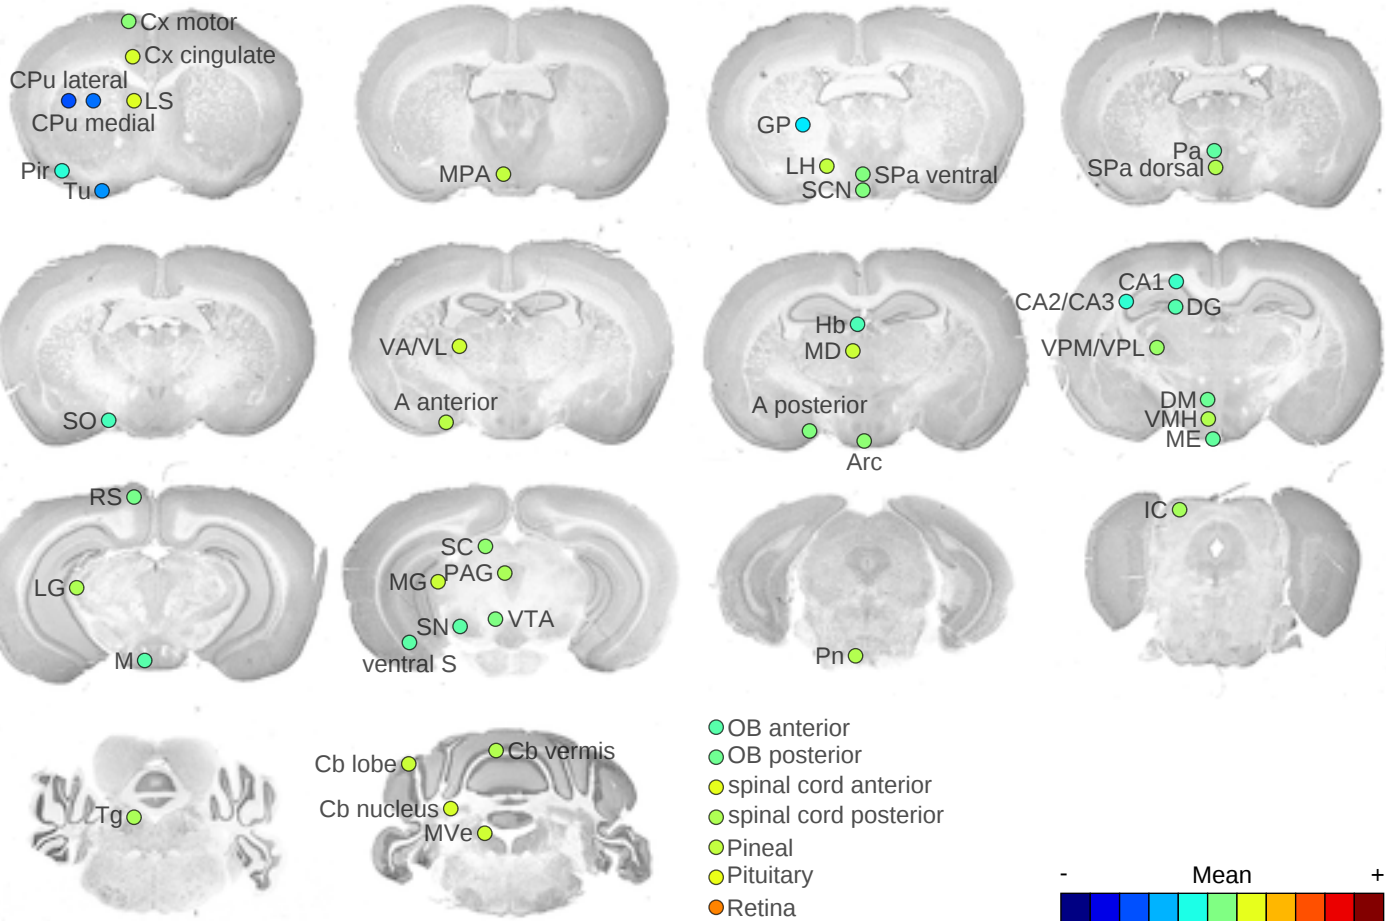 Cx motor
Cx cingulate
CPu lateral
LS
CPu medial
Pir
Tu
MPA
GP
LH
SPa ventral
SCN
Pa
SPa dorsal
SO
VA/VL
A anterior
Hb
MD
A posterior
Arc
CA1
CA2/CA3
DG
VPM/VPL
DM
VMH
ME
RS
LG
M
SC
MG
PAG
SN
VTA
ventral S
Pn
IC
Tg
Cb lobe
Cb vermis
Cb nucleus
MVe
OB anterior
OB posterior
spinal cord anterior
spinal cord posterior
Pineal
Pituitary
Retina
- Mean +